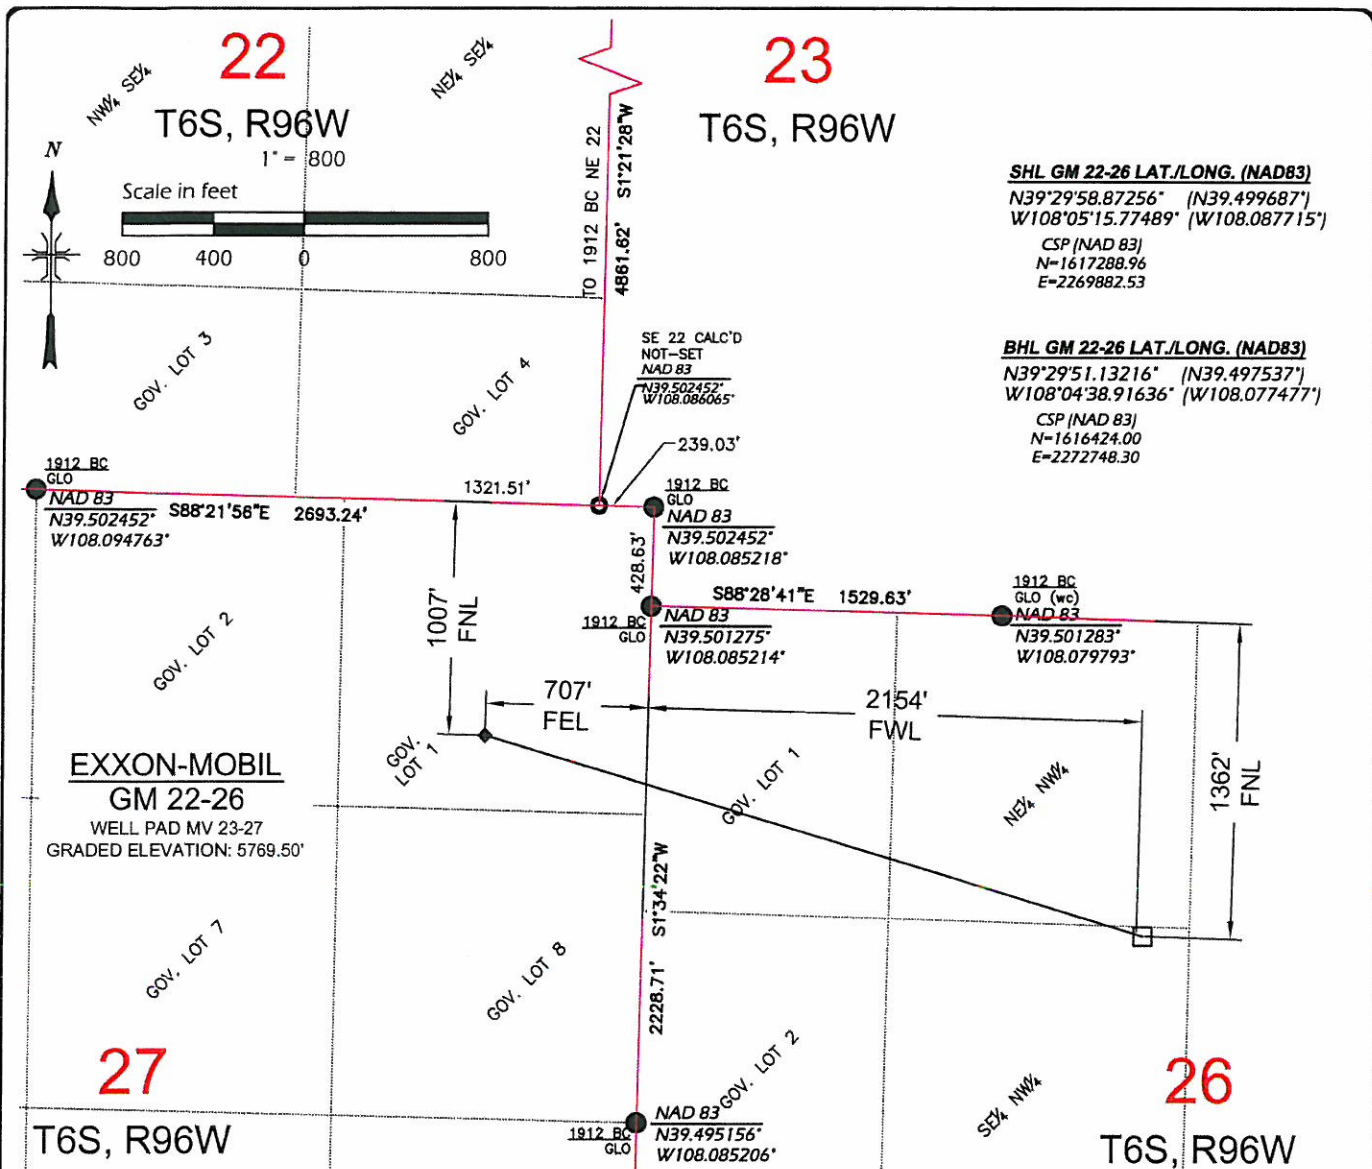 22
T6S, R96W
NW¼ SE¼
NE¼ SE¼
23
T6S, R96W
N
1" = 800
Scale in feet
800 400 0 800
TO 1912 BC NE 22
4861.62' S1°21'28"W
SHL GM 22-26 LAT./LONG. (NAD83)
N39°29'58.87256" (N39.499687°)
W108°05'15.77489" (W108.087715°)
CSP (NAD 83)
N=1617288.96
E=2269882.53
BHL GM 22-26 LAT./LONG. (NAD83)
N39°29'51.13216" (N39.497537°)
W108°04'38.91636" (W108.077477°)
CSP (NAD 83)
N=1616424.00
E=2272748.30
GOV. LOT 3
GOV. LOT 4
SE 22 CALC'D
NOT-SET
NAD 83
N39.502452°
W108.086065°
239.03'
1912 BC
GLO
NAD 83
N39.502452°
W108.094763°
S88°21'56"E 2693.24'
1321.51'
1912 BC
GLO
NAD 83
N39.502452°
W108.085218°
428.63'
S88°28'41"E 1529.63'
1912 BC
GLO
NAD 83
N39.501275°
W108.085214°
1912 BC
GLO (wc)
NAD 83
N39.501283°
W108.079793°
1007'
FNL
GOV. LOT 2
707'
FEL
2154'
FWL
1362'
FNL
GOV.
LOT 1
GOV. LOT 1
NE¼ NW¼
EXXON-MOBIL
GM 22-26
WELL PAD MV 23-27
GRADED ELEVATION: 5769.50'
2228.71' S1°34'22"W
GOV. LOT 7
GOV. LOT 8
GOV. LOT 2
SE¼ NW¼
27
T6S, R96W
1912 BC
GLO
NAD 83
N39.495156°
W108.085206°
26
T6S, R96W